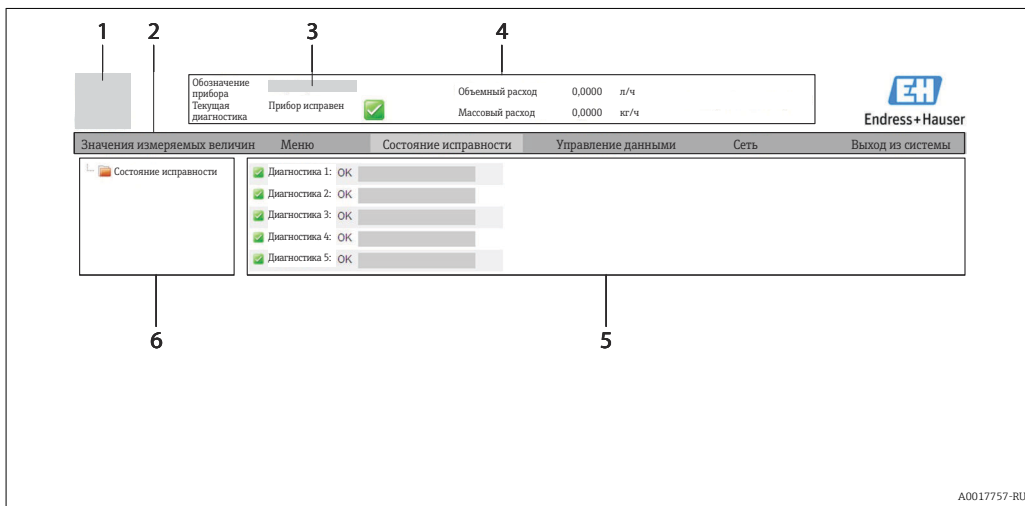 1 2 3 4
Обозначение прибора
Объемный расход 0,0000 л/ч
Текущая диагностика Прибор исправен
Массовый расход 0,0000 кг/ч
EH
Endress+Hauser
Значения измеряемых величин Меню Состояние исправности Управление данными Сеть Выход из системы
Состояние исправности
Диагностика 1: OK
Диагностика 2: OK
Диагностика 3: OK
Диагностика 4: OK
Диагностика 5: OK
6 5
A0017757-RU